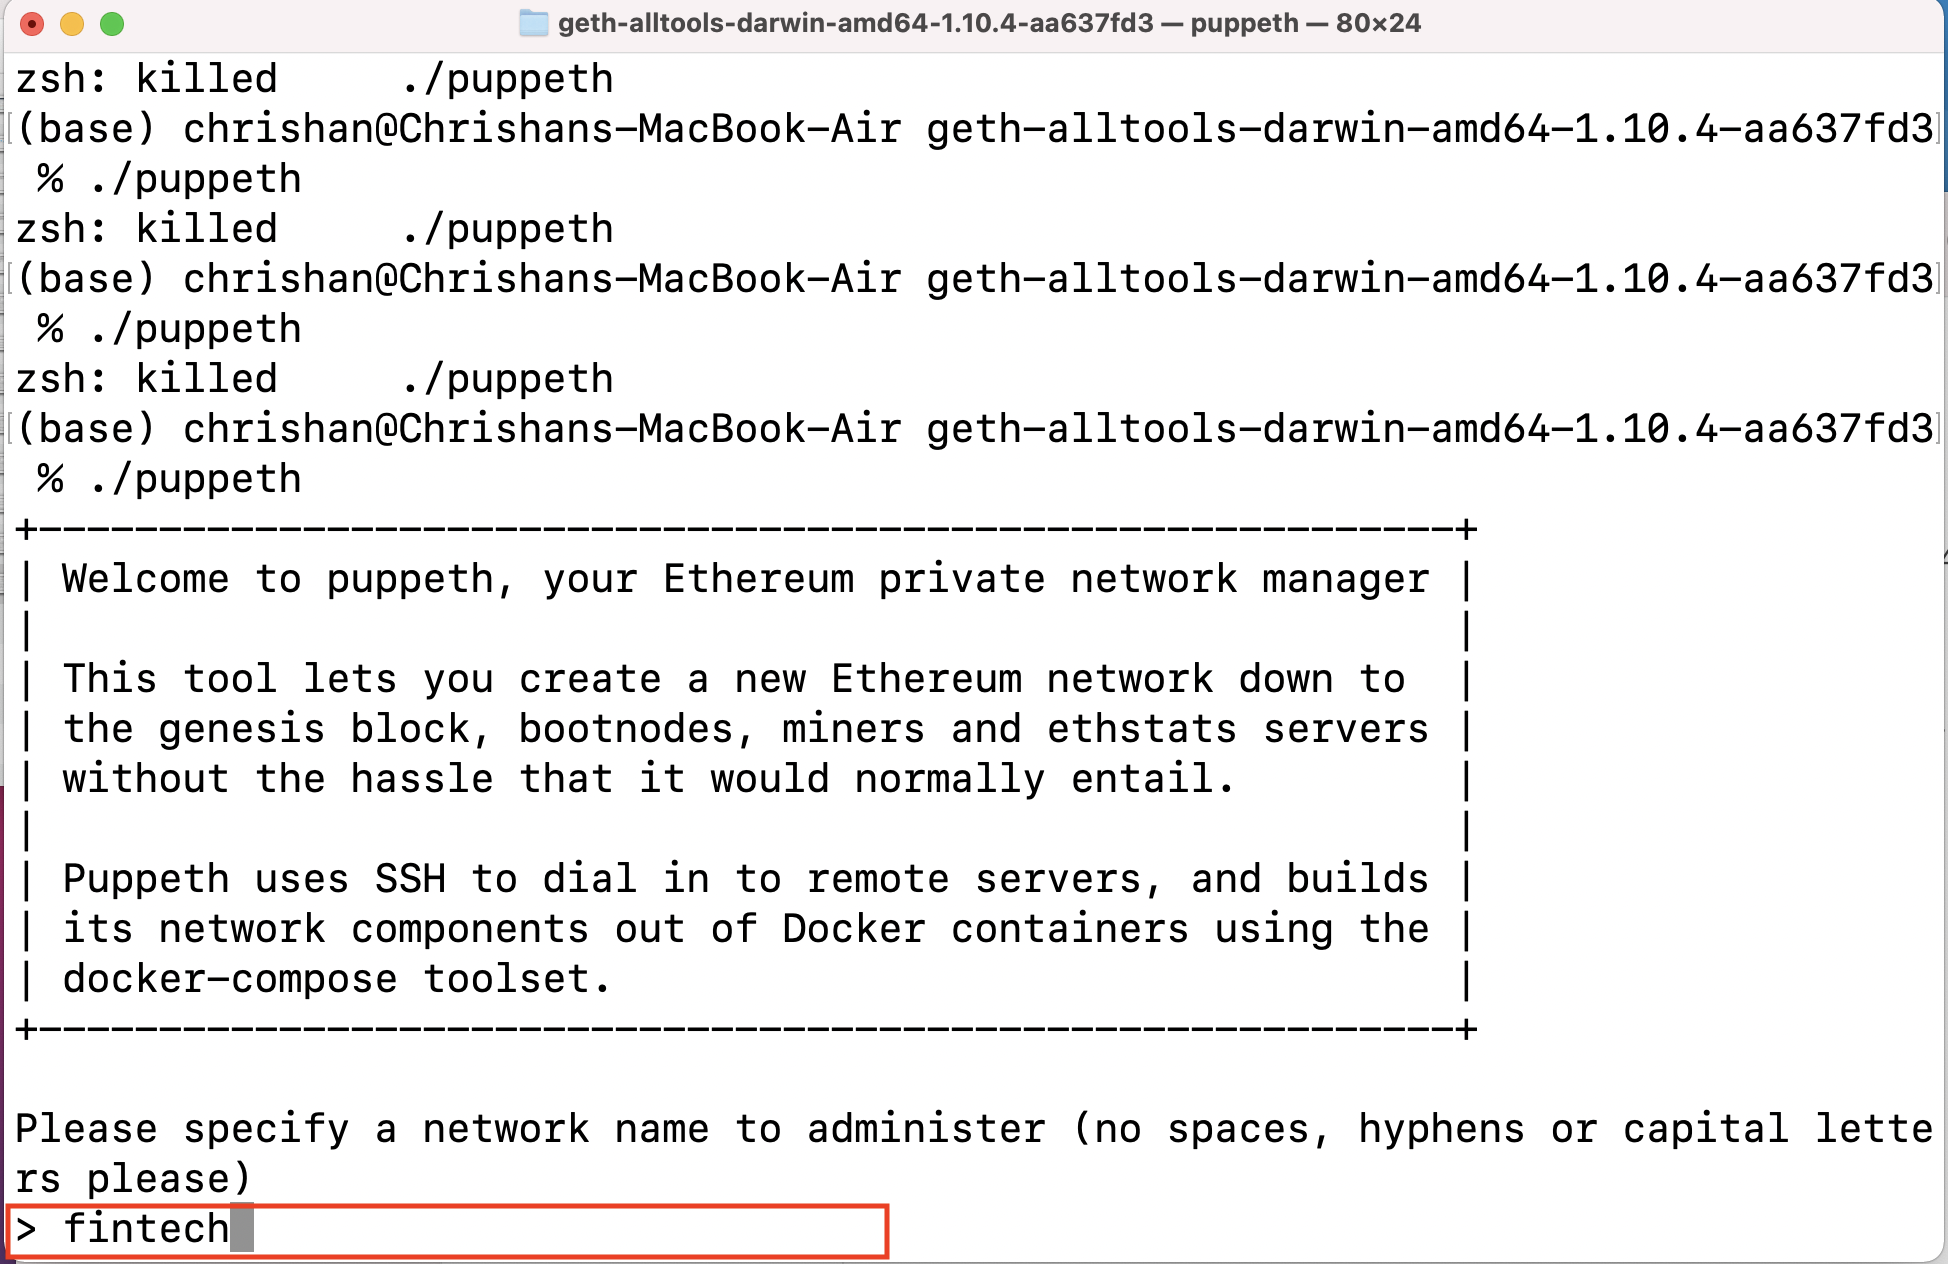 geth-alltools-darwin-amd64-1.10.4-aa637fd3 — puppeth — 80×24
zsh: killed     ./puppeth
[(base) chrishan@Chrishans-MacBook-Air geth-alltools-darwin-amd64-1.10.4-aa637fd3]
 % ./puppeth
zsh: killed     ./puppeth
[(base) chrishan@Chrishans-MacBook-Air geth-alltools-darwin-amd64-1.10.4-aa637fd3]
 % ./puppeth
zsh: killed     ./puppeth
[(base) chrishan@Chrishans-MacBook-Air geth-alltools-darwin-amd64-1.10.4-aa637fd3]
 % ./puppeth
+-----------------------------------------------------------+
| Welcome to puppeth, your Ethereum private network manager |
|                                                           |
| This tool lets you create a new Ethereum network down to  |
| the genesis block, bootnodes, miners and ethstats servers |
| without the hassle that it would normally entail.         |
|                                                           |
| Puppeth uses SSH to dial in to remote servers, and builds |
| its network components out of Docker containers using the |
| docker-compose toolset.                                   |
+-----------------------------------------------------------+
Please specify a network name to administer (no spaces, hyphens or capital lette
rs please)
> fintech